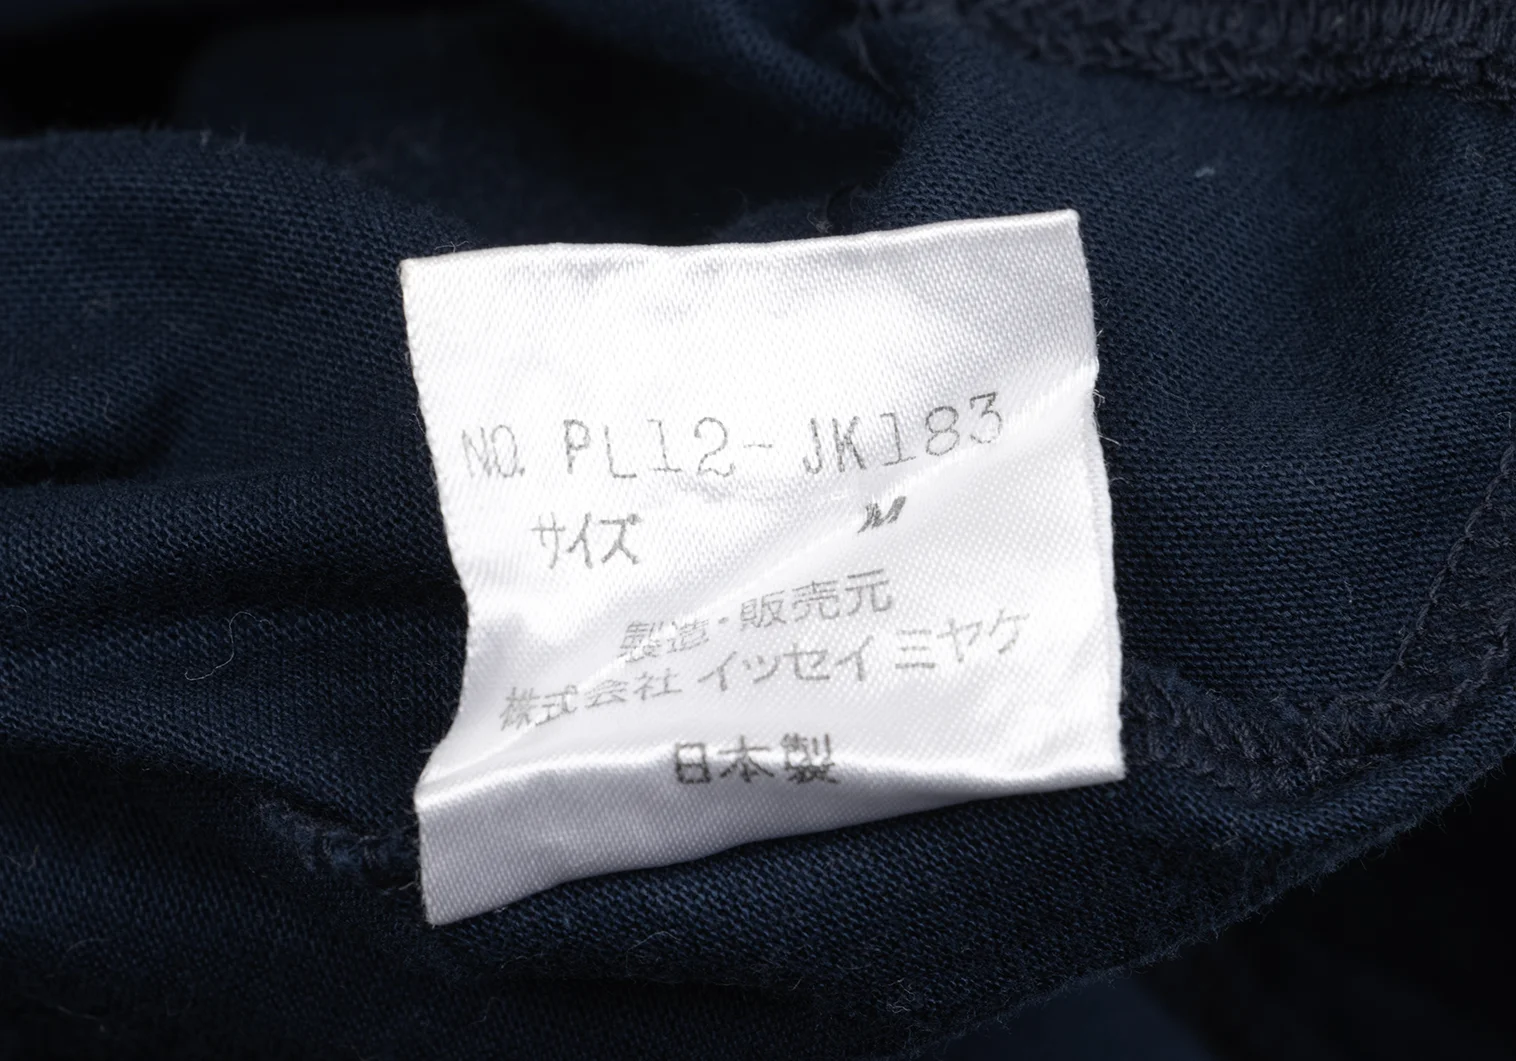 NO. PL12-JK183
サイズ M
製造・販売元
株式会社 イッセイ ミヤケ
日本製